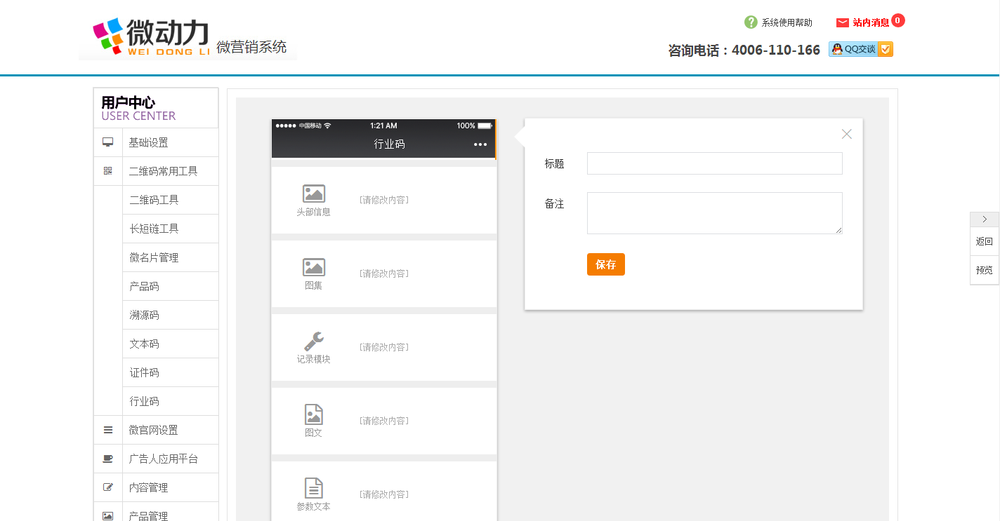 微动力
WEI DONG LI
微营销系统
系统使用帮助
站内消息 0
咨询电话：4006-110-166
QQ交谈
用户中心
USER CENTER
基础设置
二维码常用工具
二维码工具
长短链工具
微名片管理
产品码
溯源码
文本码
证件码
行业码
微官网设置
广告人应用平台
内容管理
产品管理
中国移动 1:21 AM 100%
行业码
头部信息 [请修改内容]
图集 [请修改内容]
记录模块 [请修改内容]
图文 [请修改内容]
参数文本 [请修改内容]
标题
备注
保存
返回
预览